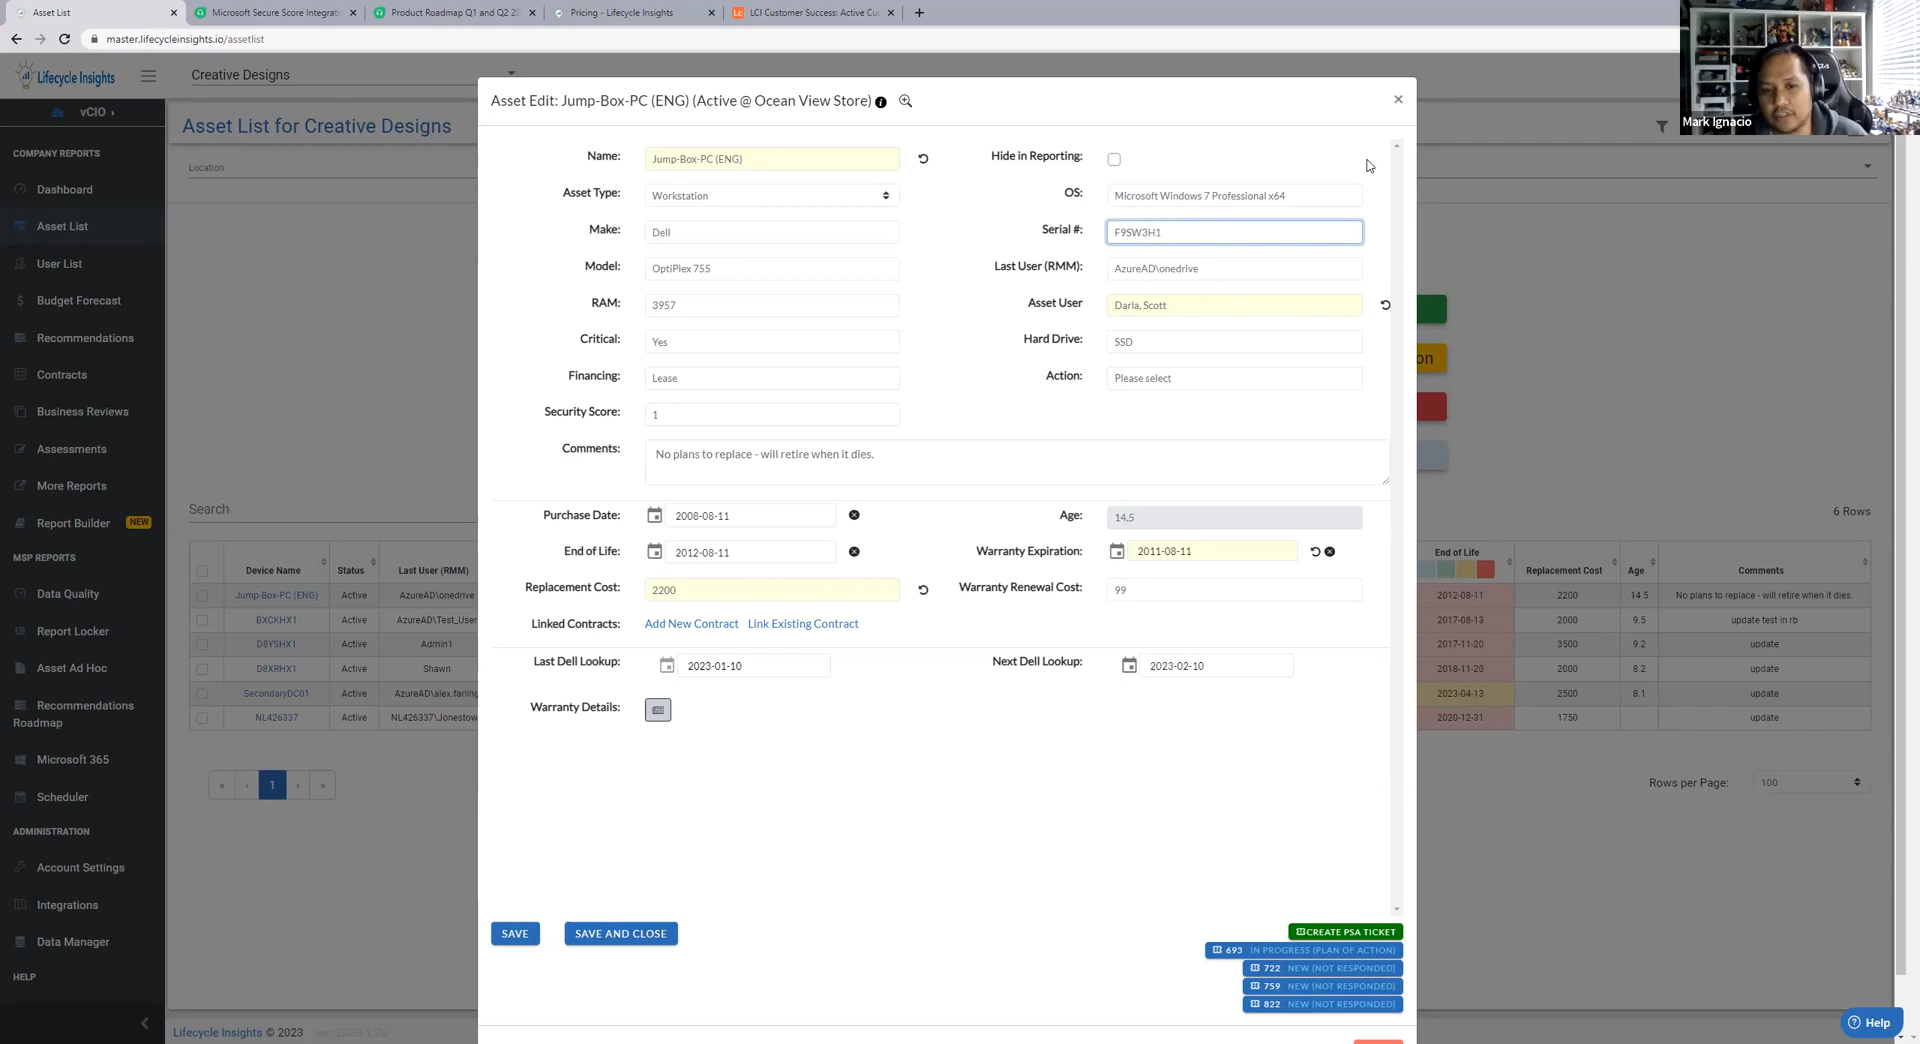 Asset List
Microsoft Secure Score Integrati
Product Roadmap Q1 and Q2 20
Pricing - Lifecycle Insights
LCI Customer Success: Active Cu
master.lifecycleinsights.io/assetlist
Lifecycle Insights
Creative Designs
vCIO
Asset List for Creative Designs
Location
COMPANY REPORTS
Dashboard
Asset List
User List
Budget Forecast
Recommendations
Contracts
Business Reviews
Assessments
More Reports
Report Builder NEW
MSP REPORTS
Data Quality
Report Locker
Asset Ad Hoc
Recommendations
Roadmap
Microsoft 365
Scheduler
ADMINISTRATION
Account Settings
Integrations
Data Manager
HELP
Asset Edit: Jump-Box-PC (ENG) (Active @ Ocean View Store)
Name: Jump-Box-PC (ENG) Hide in Reporting:
Asset Type: Workstation OS: Microsoft Windows 7 Professional x64
Make: Dell Serial #: F9SW3H1
Model: OptiPlex 755 Last User (RMM): AzureAD\onedrive
RAM: 3957 Asset User Darla, Scott
Critical: Yes Hard Drive: SSD
Financing: Lease Action: Please select
Security Score: 1
Comments: No plans to replace - will retire when it dies.
Purchase Date: 2008-08-11 Age: 14.5
End of Life: 2012-08-11 Warranty Expiration: 2011-08-11
Replacement Cost: 2200 Warranty Renewal Cost: 99
Linked Contracts: Add New Contract Link Existing Contract
Last Dell Lookup: 2023-01-10 Next Dell Lookup: 2023-02-10
Warranty Details:
SAVE SAVE AND CLOSE
CREATE PSA TICKET
693 IN PROGRESS (PLAN OF ACTION)
722 NEW (NOT RESPONDED)
759 NEW (NOT RESPONDED)
822 NEW (NOT RESPONDED)
on
Search
6 Rows
Device Name Status Last User (RMM) End of Life Replacement Cost Age Comments
Jump-Box-PC (ENG) Active AzureAD\onedrive 2012-08-11 2200 14.5 No plans to replace - will retire when it dies.
BXCKHX1 Active AzureAD\Test_User 2017-08-13 2000 9.5 update test in rb
D8YSHX1 Active Admin1 2017-11-20 3500 9.2 update
D8XRHX1 Active Shawn 2018-11-20 2000 8.2 update
SecondaryDC01 Active AzureAD\alex.farling 2023-04-13 2500 8.1 update
NL426337 Active NL426337\Jonestow 2020-12-31 1750 update
« ‹ 1 › »
Rows per Page: 100
Lifecycle Insights © 2023 ver: 2023.1.26
Help
Mark Ignacio